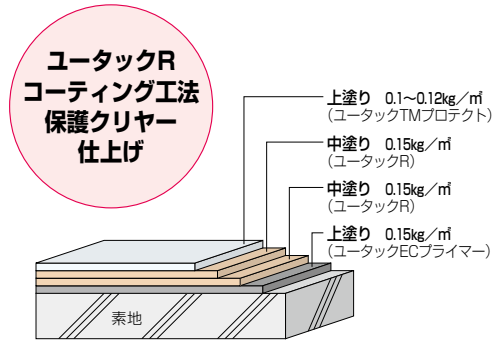 ユータックR
コーティング工法
保護クリヤー
仕上げ
上塗り 0.1〜0.12kg／㎡
（ユータックTMプロテクト）
中塗り 0.15kg／㎡
（ユータックR）
中塗り 0.15kg／㎡
（ユータックR）
上塗り 0.15kg／㎡
（ユータックECプライマー）
素地